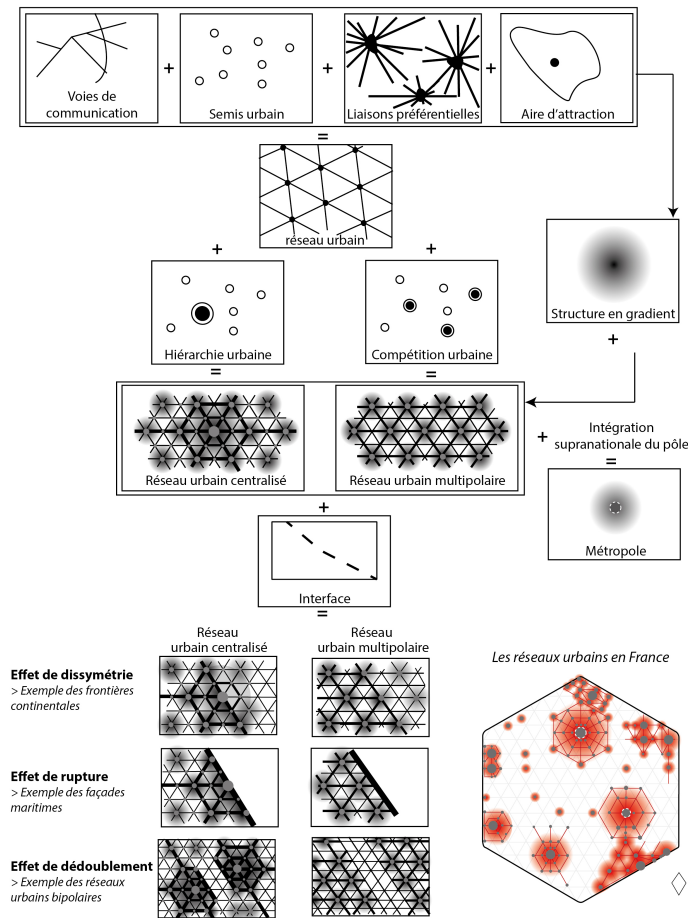 Voies de
communication
+
Semis urbain
+
Liaisons préférentielles
+
Aire d'attraction
=
réseau urbain
+
+
Structure en gradient
+
Hiérarchie urbaine
Compétition urbaine
=
=
Réseau urbain centralisé
Réseau urbain multipolaire
+
Intégration
supranationale du pôle
=
Métropole
+
Interface
=
Réseau
urbain centralisé
Réseau
urbain multipolaire
Effet de dissymétrie
> Exemple des frontières
continentales
Effet de rupture
> Exemple des façades
maritimes
Effet de dédoublement
> Exemple des réseaux
urbains bipolaires
Les réseaux urbains en France